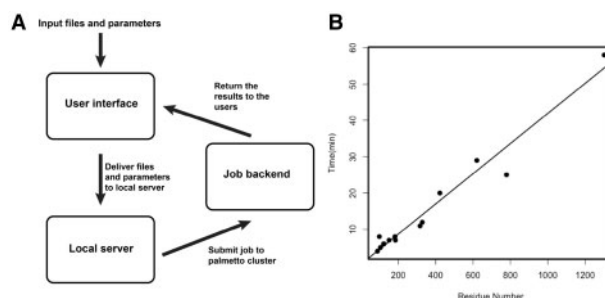 A
Input files and parameters
User interface
Return the
results to the
users
Deliver files
and parameters
to local server
Job backend
Local server
Submit job to
palmetto cluster
B
Time(min)
60
50
40
30
20
10
200
400
600
800
1000
1200
Residue Number